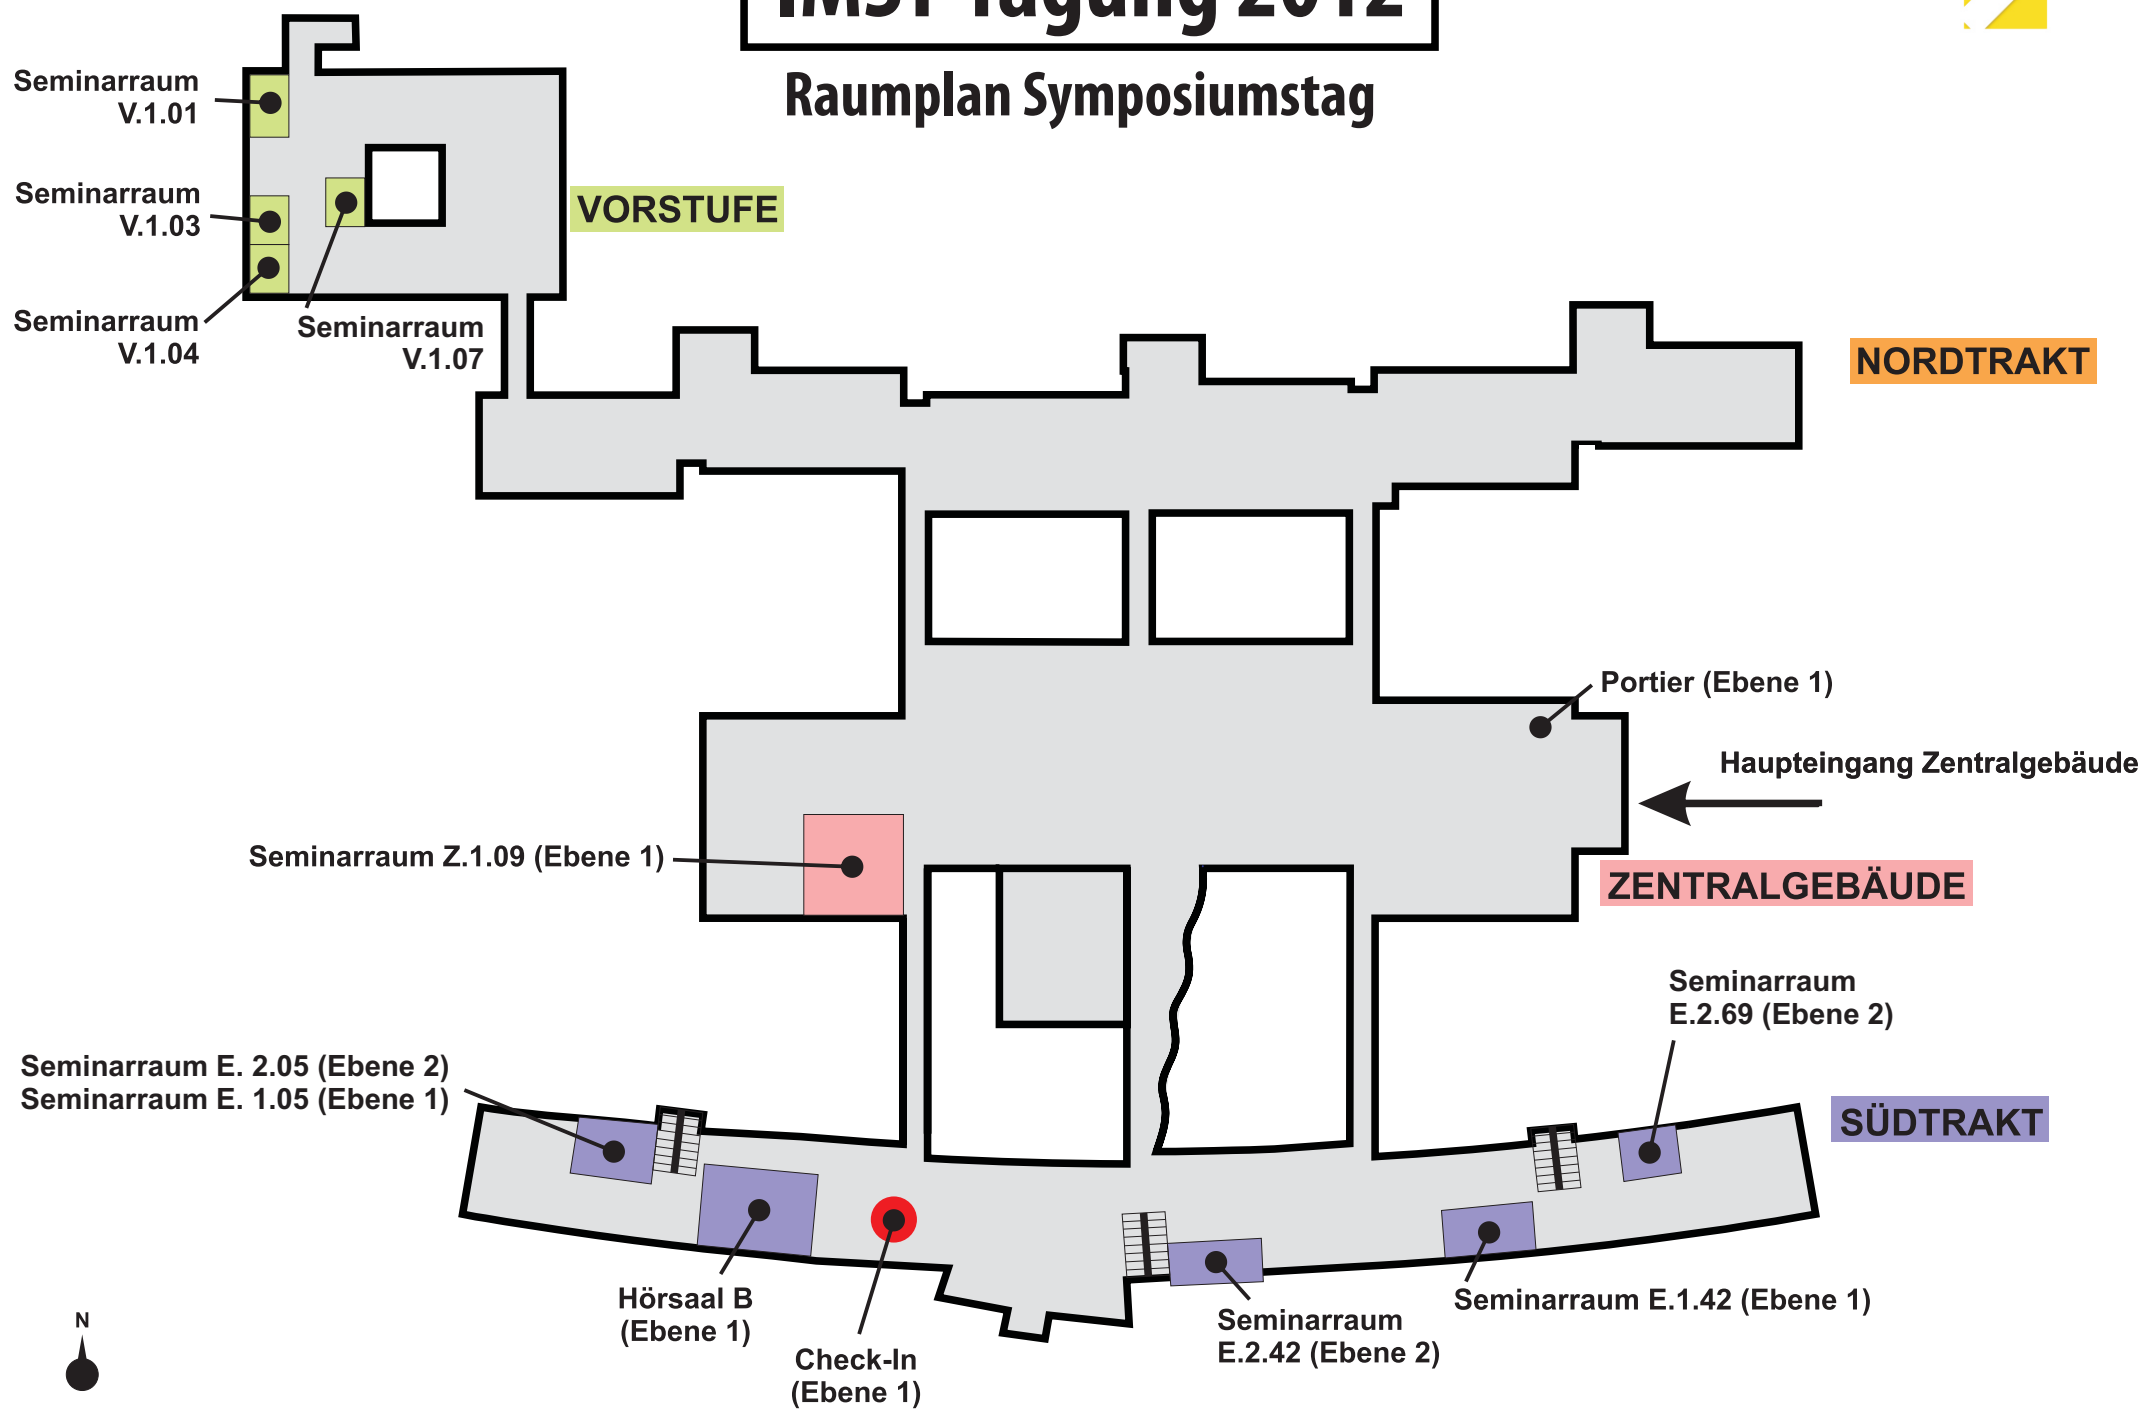 IMST Tagung 2012
Raumplan Symposiumstag
Seminarraum
V.1.01
Seminarraum
V.1.03
VORSTUFE
Seminarraum
V.1.04
Seminarraum
V.1.07
NORDTRAKT
Portier (Ebene 1)
Haupteingang Zentralgebäude
Seminarraum Z.1.09 (Ebene 1)
ZENTRALGEBÄUDE
Seminarraum
E.2.69 (Ebene 2)
Seminarraum E. 2.05 (Ebene 2)
Seminarraum E. 1.05 (Ebene 1)
SÜDTRAKT
Hörsaal B
(Ebene 1)
Check-In
(Ebene 1)
Seminarraum
E.2.42 (Ebene 2)
Seminarraum E.1.42 (Ebene 1)
N